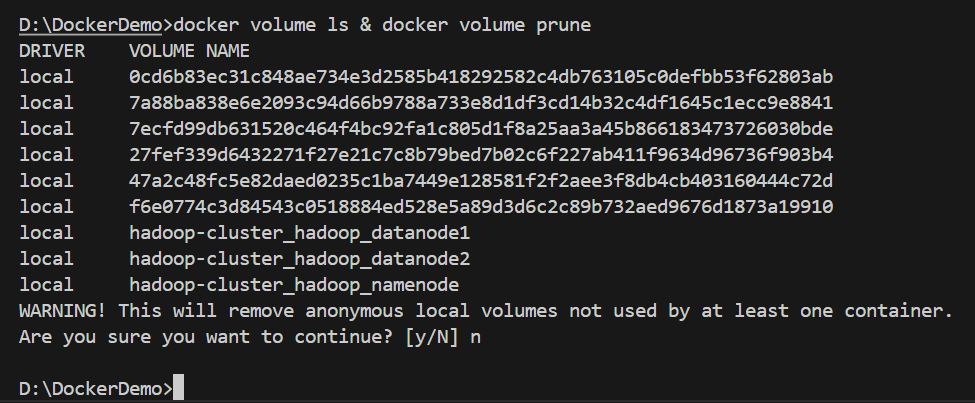 D:\DockerDemo>docker volume ls & docker volume prune
DRIVER    VOLUME NAME
local     0cd6b83ec31c848ae734e3d2585b418292582c4db763105c0defbb53f62803ab
local     7a88ba838e6e2093c94d66b9788a733e8d1df3cd14b32c4df1645c1ecc9e8841
local     7ecfd99db631520c464f4bc92fa1c805d1f8a25aa3a45b866183473726030bde
local     27fef339d6432271f27e21c7c8b79bed7b02c6f227ab411f9634d96736f903b4
local     47a2c48fc5e82daed0235c1ba7449e128581f2f2aee3f8db4cb403160444c72d
local     f6e0774c3d84543c0518884ed528e5a89d3d6c2c89b732aed9676d1873a19910
local     hadoop-cluster_hadoop_datanode1
local     hadoop-cluster_hadoop_datanode2
local     hadoop-cluster_hadoop_namenode
WARNING! This will remove anonymous local volumes not used by at least one container.
Are you sure you want to continue? [y/N] n
D:\DockerDemo>